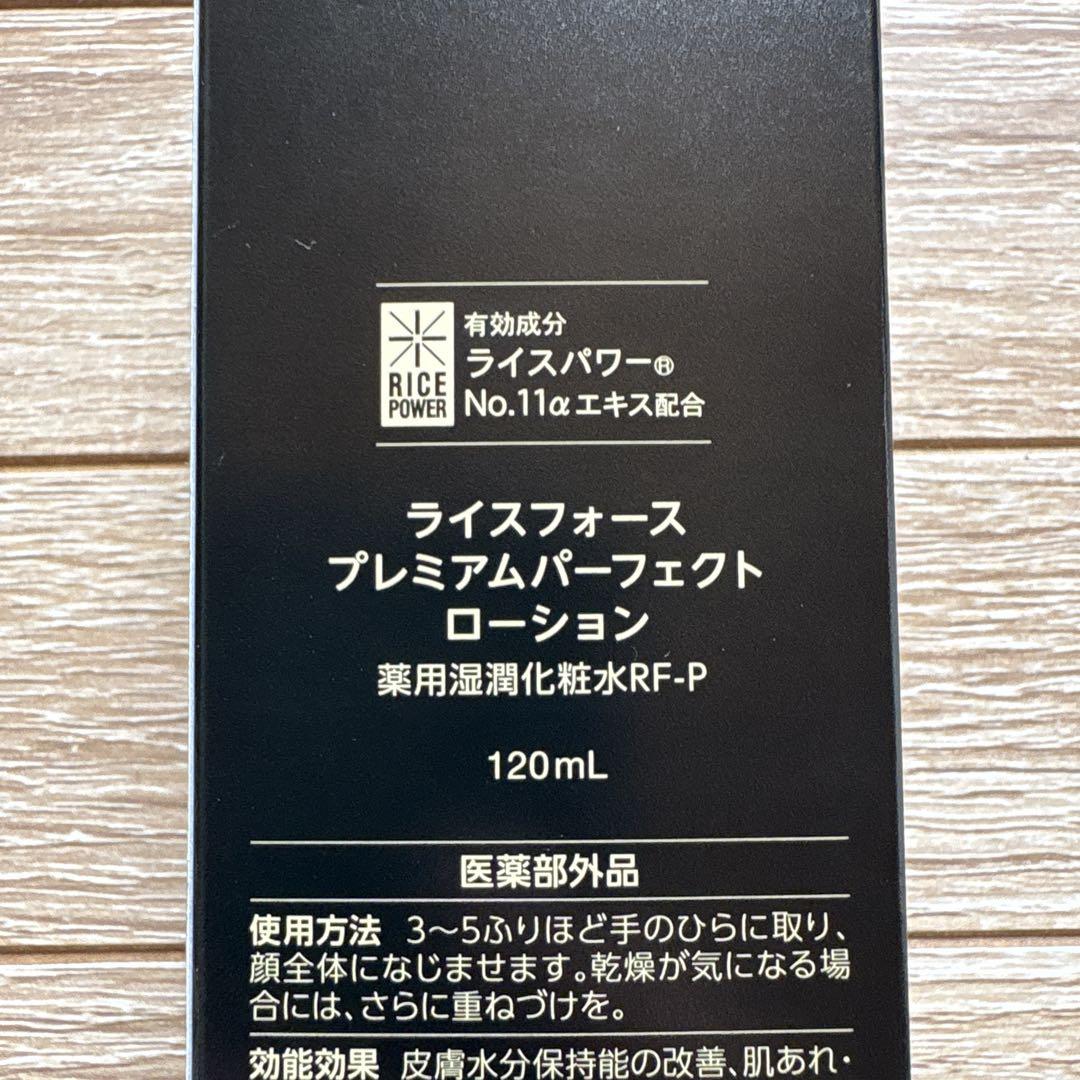 RICE
POWER
有効成分
ライスパワー®
No.11αエキス配合
ライスフォース
プレミアムパーフェクト
ローション
薬用湿潤化粧水RF-P
120mL
医薬部外品
使用方法 3〜5ふりほど手のひらに取り、
顔全体になじませます。乾燥が気になる場
合には、さらに重ねづけを。
効能効果 皮膚水分保持能の改善、肌あれ・